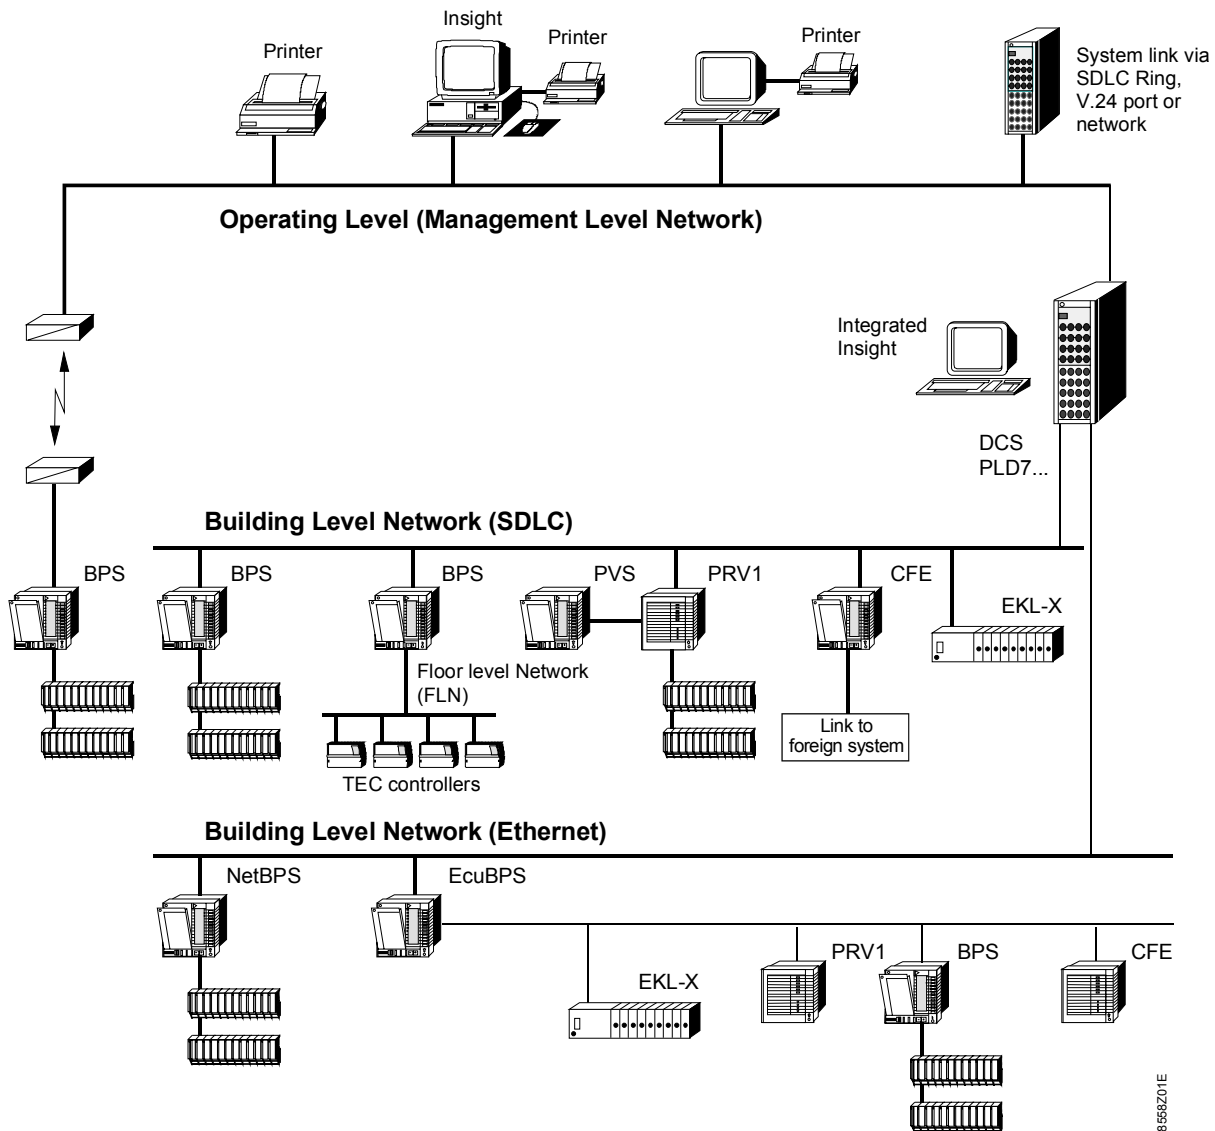 Insight
Printer
Printer
Printer
System link via
SDLC Ring,
V.24 port or
network
Operating Level (Management Level Network)
Integrated
Insight
DCS
PLD7...
Building Level Network (SDLC)
BPS
BPS
BPS
PVS
PRV1
CFE
EKL-X
Floor level Network
(FLN)
Link to
foreign system
TEC controllers
Building Level Network (Ethernet)
NetBPS
EcuBPS
PRV1
BPS
CFE
EKL-X
8558Z01E